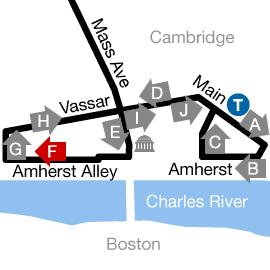 Mass Ave
Cambridge
Main
T
Vassar
D
J
A
H
I
E
C
G
F
B
Amherst Alley
Amherst
Charles River
Boston